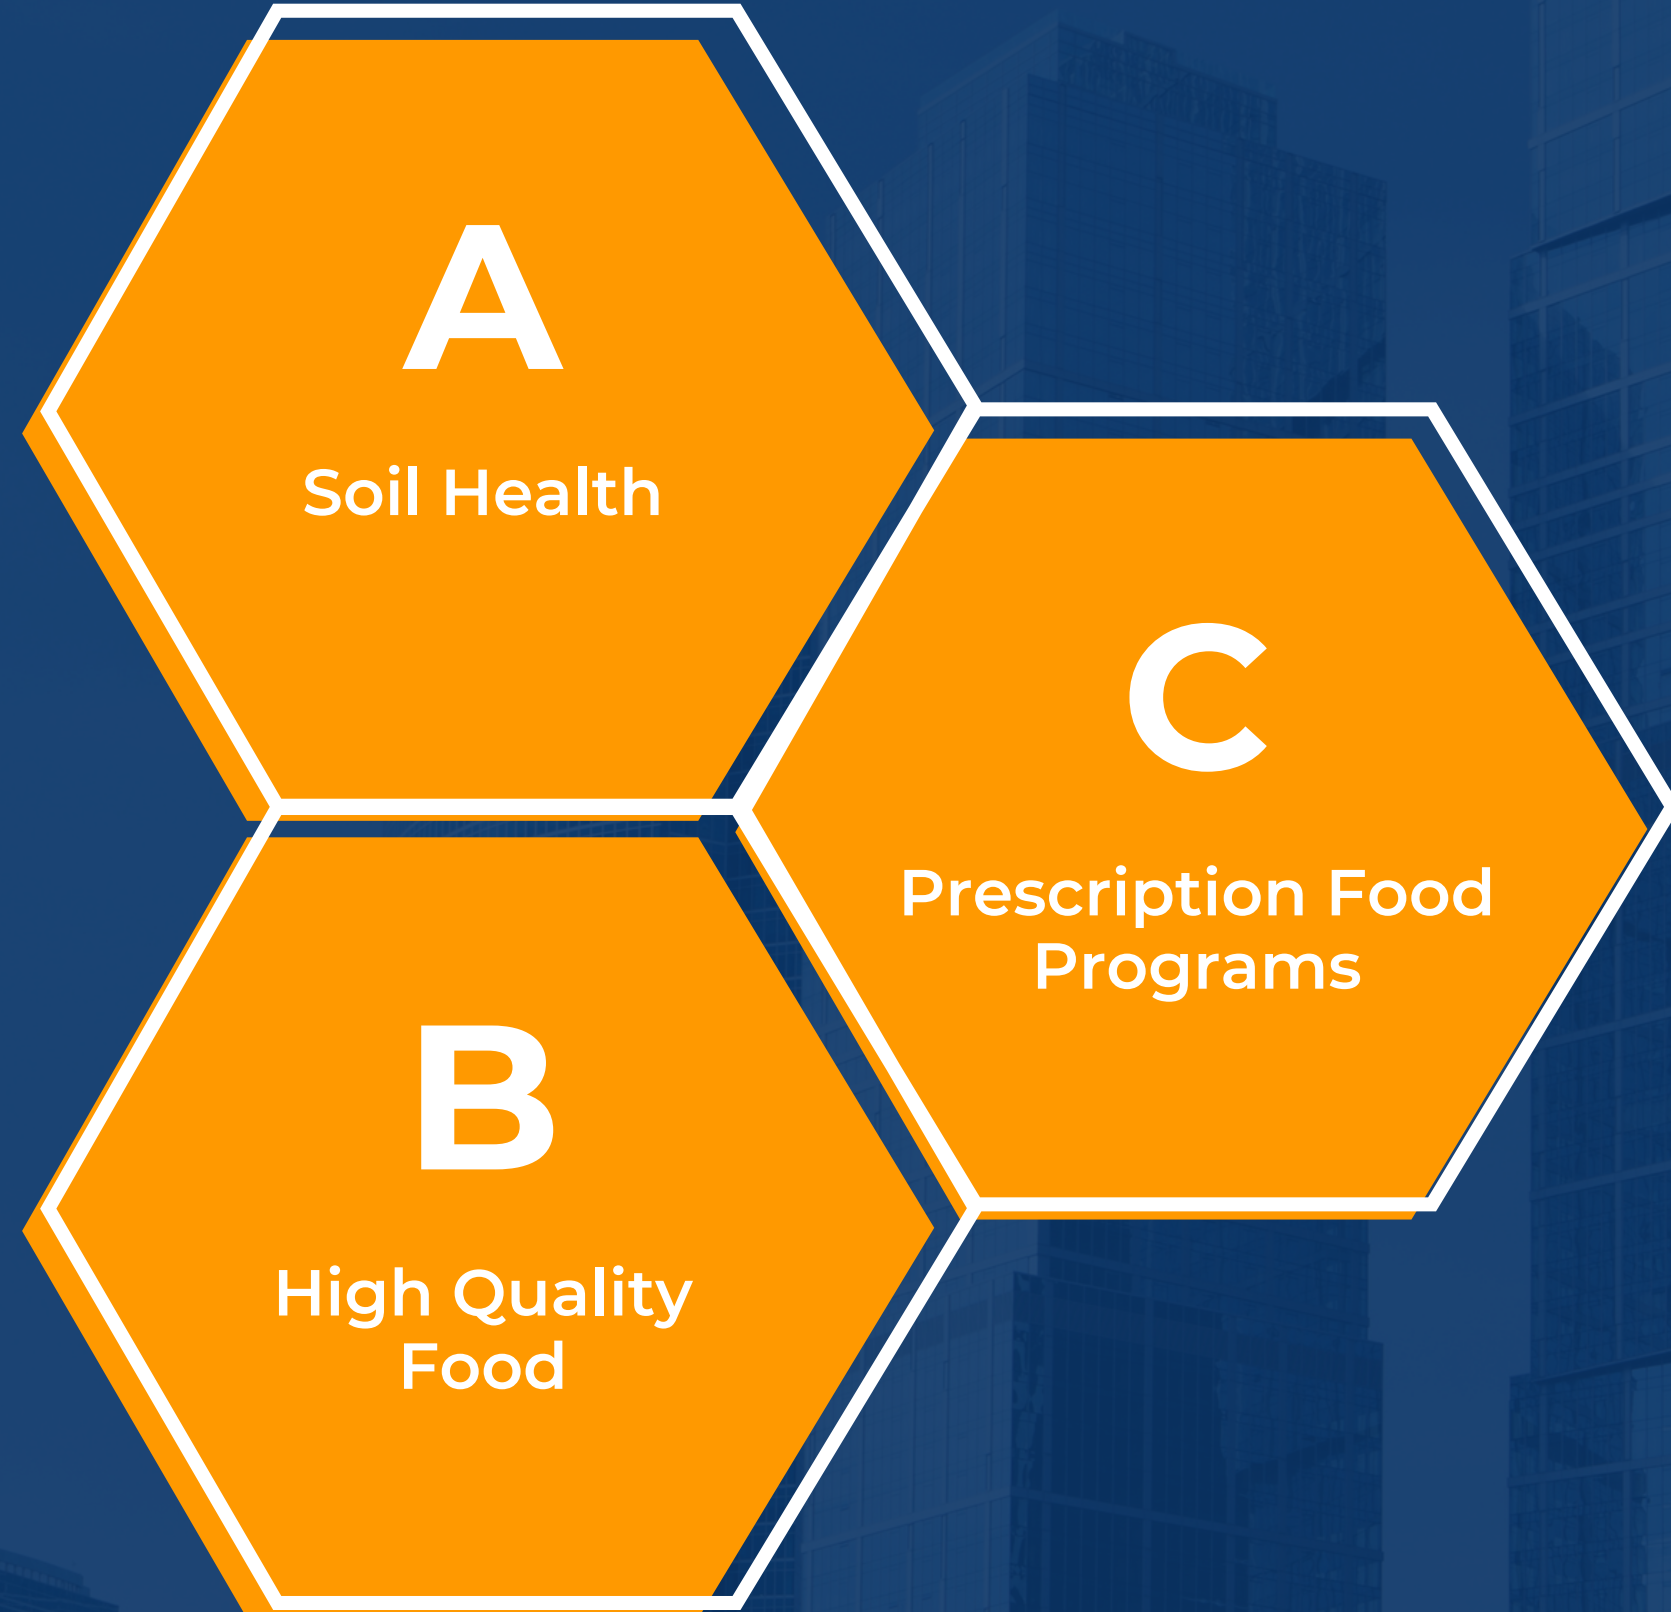 A
Soil Health
B
High Quality
Food
C
Prescription Food
Programs